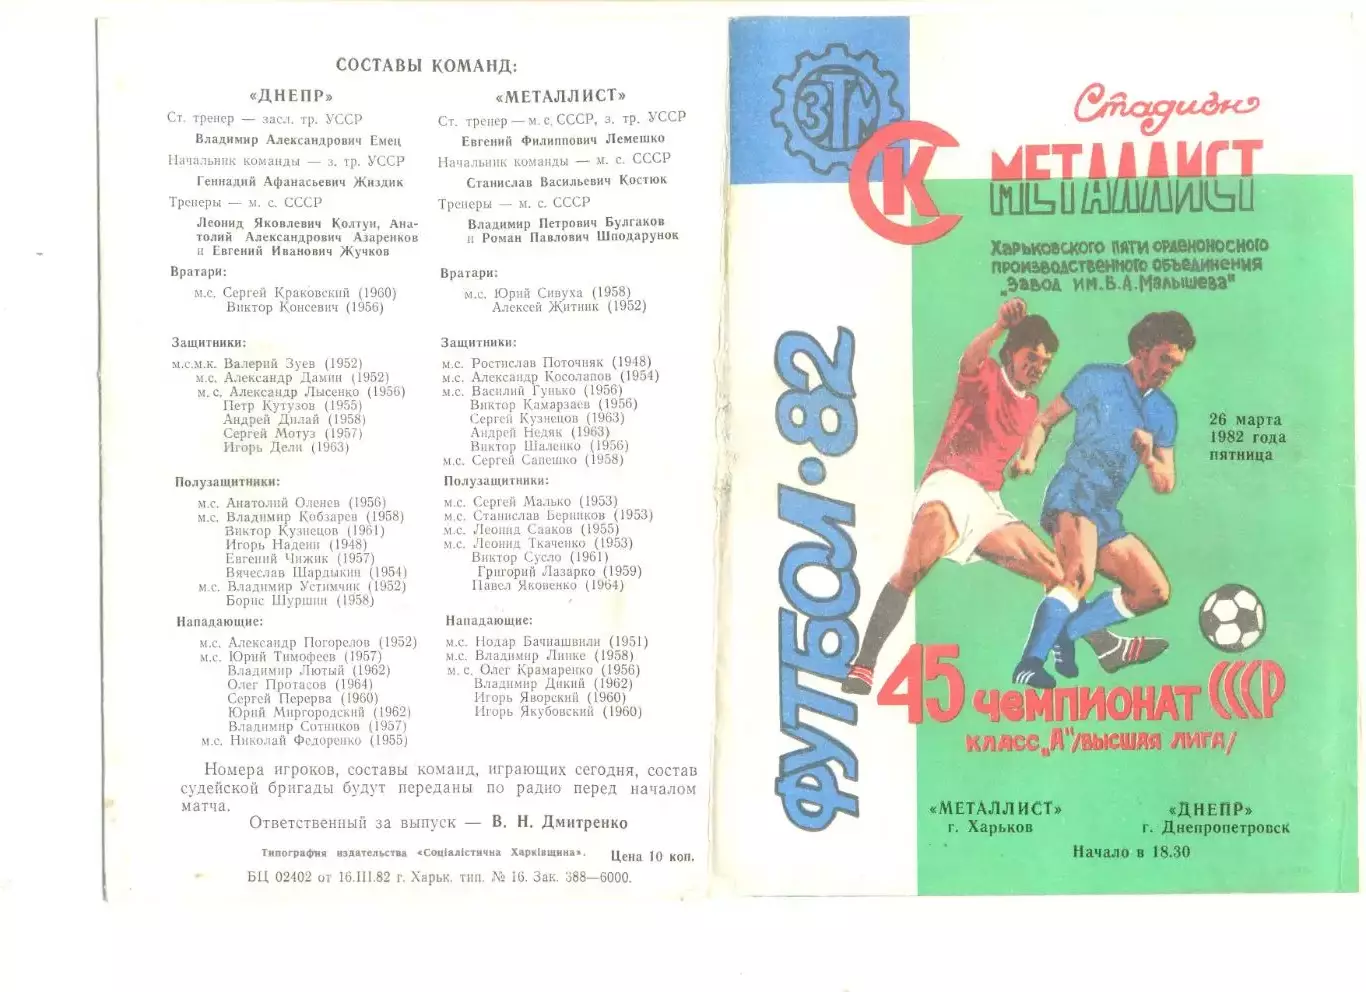 СОСТАВЫ КОМАНД:
«ДНЕПР»
Ст. тренер — засл. тр. УССР
Владимир Александрович Емец
Начальник команды — з. тр. УССР
Геннадий Афанасьевич Жиздик
Тренеры — м. с. СССР
Леонид Яковлевич Колтун, Ана-
толий Александрович Азаренков
и Евгений Иванович Жучков
Вратари:
м.с. Сергей Краковский (1960)
Виктор Консевич (1956)
Защитники:
м.с.м.к. Валерий Зуев (1952)
м.с. Александр Дамин (1952)
м. с. Александр Лысенко (1956)
Петр Кутузов (1955)
Андрей Дилай (1958)
Сергей Мотуз (1957)
Игорь Дели (1963)
Полузащитники:
м.с. Анатолий Оленев (1956)
м.с. Владимир Кобзарев (1958)
Виктор Кузнецов (1961)
Игорь Надеин (1948)
Евгений Чижик (1957)
Вячеслав Шардыкин (1954)
м.с. Владимир Устимчик (1952)
Борис Шуршин (1958)
Нападающие:
м.с. Александр Погорелов (1952)
м.с. Юрий Тимофеев (1957)
Владимир Лютый (1962)
Олег Протасов (1964)
Сергей Перерва (1960)
Юрий Миргородский (1962)
Владимир Сотников (1957)
м.с. Николай Федоренко (1955)
«МЕТАЛЛИСТ»
Ст. тренер — м. с. СССР, з. тр. УССР
Евгений Филиппович Лемешко
Начальник команды — м. с. СССР
Станислав Васильевич Костюк
Тренеры — м. с. СССР
Владимир Петрович Булгаков
и Роман Павлович Шподарунок
Вратари:
м.с. Юрий Сивуха (1958)
Алексей Житник (1952)
Защитники:
м.с. Ростислав Поточняк (1948)
м.с. Александр Косолапов (1954)
м.с. Василий Гунько (1956)
Виктор Камарзаев (1956)
Сергей Кузнецов (1963)
Андрей Недяк (1963)
Виктор Шаленко (1956)
м.с. Сергей Сапешко (1958)
Полузащитники:
м.с. Сергей Малько (1953)
м.с. Станислав Берников (1953)
м.с. Леонид Сааков (1955)
м.с. Леонид Ткаченко (1953)
Виктор Сусло (1961)
Григорий Лазарко (1959)
Павел Яковенко (1964)
Нападающие:
м.с. Нодар Бачиашвили (1951)
м.с. Владимир Линке (1958)
м. с. Олег Крамаренко (1956)
Владимир Дикий (1962)
Игорь Яворский (1960)
Игорь Якубовский (1960)
Номера игроков, составы команд, играющих сегодня, состав
судейской бригады будут переданы по радио перед началом
матча.
Ответственный за выпуск — В. Н. Дмитренко
Типография издательства «Соціалістична Харківщина».
Цена 10 коп.
БЦ 02402 от 16.III.82 г. Харьк. тип. № 16. Зак. 388—6000.
ЗТМ
СК
Стадион
МЕТАЛЛИСТ
Харьковского пяти орденоносного
производственного объединения
„Завод им. В.А. Малышева"
ФУТБОЛ·82
26 марта
1982 года
пятница
45 чемпионат СССР
класс „А"/высшая лига/
«МЕТАЛЛИСТ»
г. Харьков
«ДНЕПР»
г. Днепропетровск
Начало в 18.30